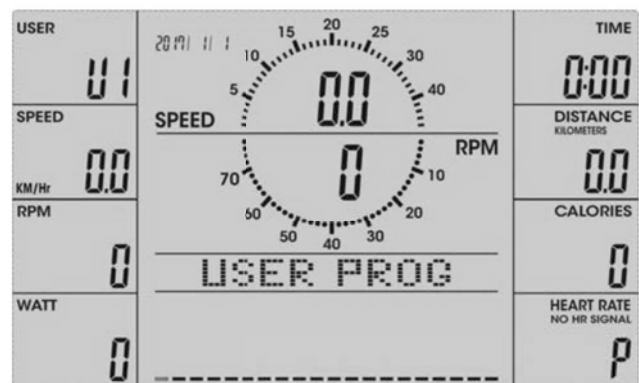 USER
U1
SPEED
KM/Hr 0.0
RPM
0
WATT
0
2017/ 1/ 1
5 10 15 20 25 30 40
SPEED
0.0
RPM
0
70 60 50 40 30 20 10
USER PROG
TIME
0:00
DISTANCE
KILOMETERS
0.0
CALORIES
0
HEART RATE
NO HR SIGNAL
P